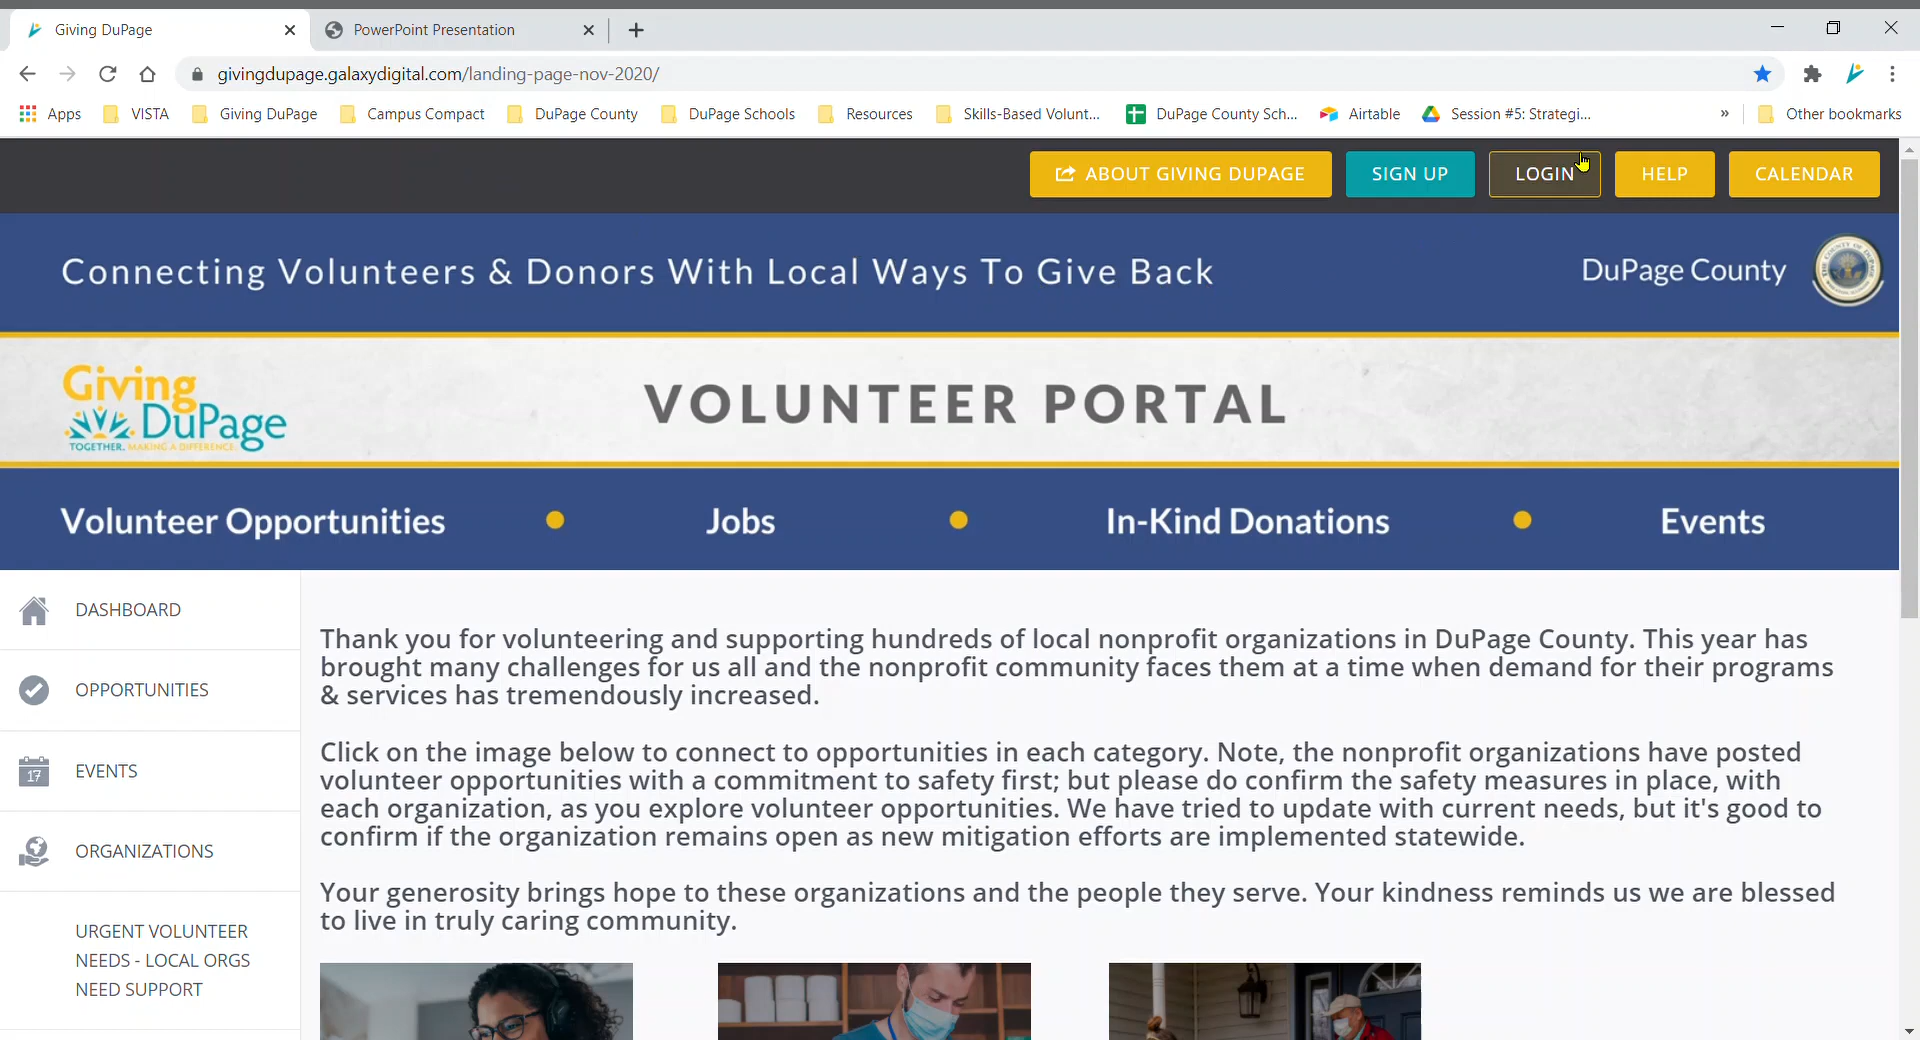 Giving DuPage
PowerPoint Presentation
givingdupage.galaxydigital.com/landing-page-nov-2020/
Apps VISTA Giving DuPage Campus Compact DuPage County DuPage Schools Resources Skills-Based Volunt... DuPage County Sch... Airtable Session #5: Strategi... » Other bookmarks
ABOUT GIVING DUPAGE SIGN UP LOGIN HELP CALENDAR
Connecting Volunteers & Donors With Local Ways To Give Back
DuPage County
Giving
DuPage
TOGETHER. MAKING A DIFFERENCE.
VOLUNTEER PORTAL
Volunteer Opportunities Jobs In-Kind Donations Events
DASHBOARD
OPPORTUNITIES
17
EVENTS
ORGANIZATIONS
URGENT VOLUNTEER
NEEDS - LOCAL ORGS
NEED SUPPORT
Thank you for volunteering and supporting hundreds of local nonprofit organizations in DuPage County. This year has
brought many challenges for us all and the nonprofit community faces them at a time when demand for their programs
& services has tremendously increased.
Click on the image below to connect to opportunities in each category. Note, the nonprofit organizations have posted
volunteer opportunities with a commitment to safety first; but please do confirm the safety measures in place, with
each organization, as you explore volunteer opportunities. We have tried to update with current needs, but it's good to
confirm if the organization remains open as new mitigation efforts are implemented statewide.
Your generosity brings hope to these organizations and the people they serve. Your kindness reminds us we are blessed
to live in truly caring community.